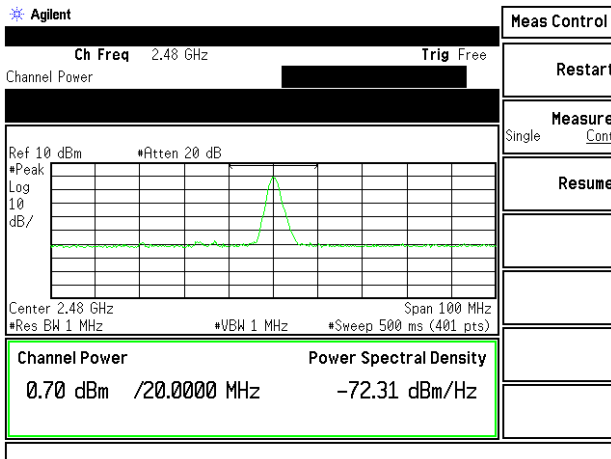 Agilent
Meas Control
Ch Freq 2.48 GHz Trig Free
Channel Power
Restart
Measure
Single Cont
Resume
Ref 10 dBm #Atten 20 dB
#Peak
Log
10
dB/
Center 2.48 GHz Span 100 MHz
#Res BW 1 MHz #VBW 1 MHz #Sweep 500 ms (401 pts)
Channel Power Power Spectral Density
0.70 dBm /20.0000 MHz -72.31 dBm/Hz